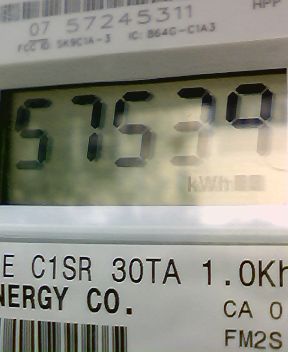 HPP
07 57245311
FCC ID: SK9C1A-3 IC: 864G-C1A3
57539
kWh
E C1SR 30TA 1.0Kh
NERGY CO.
CA 0
FM2S